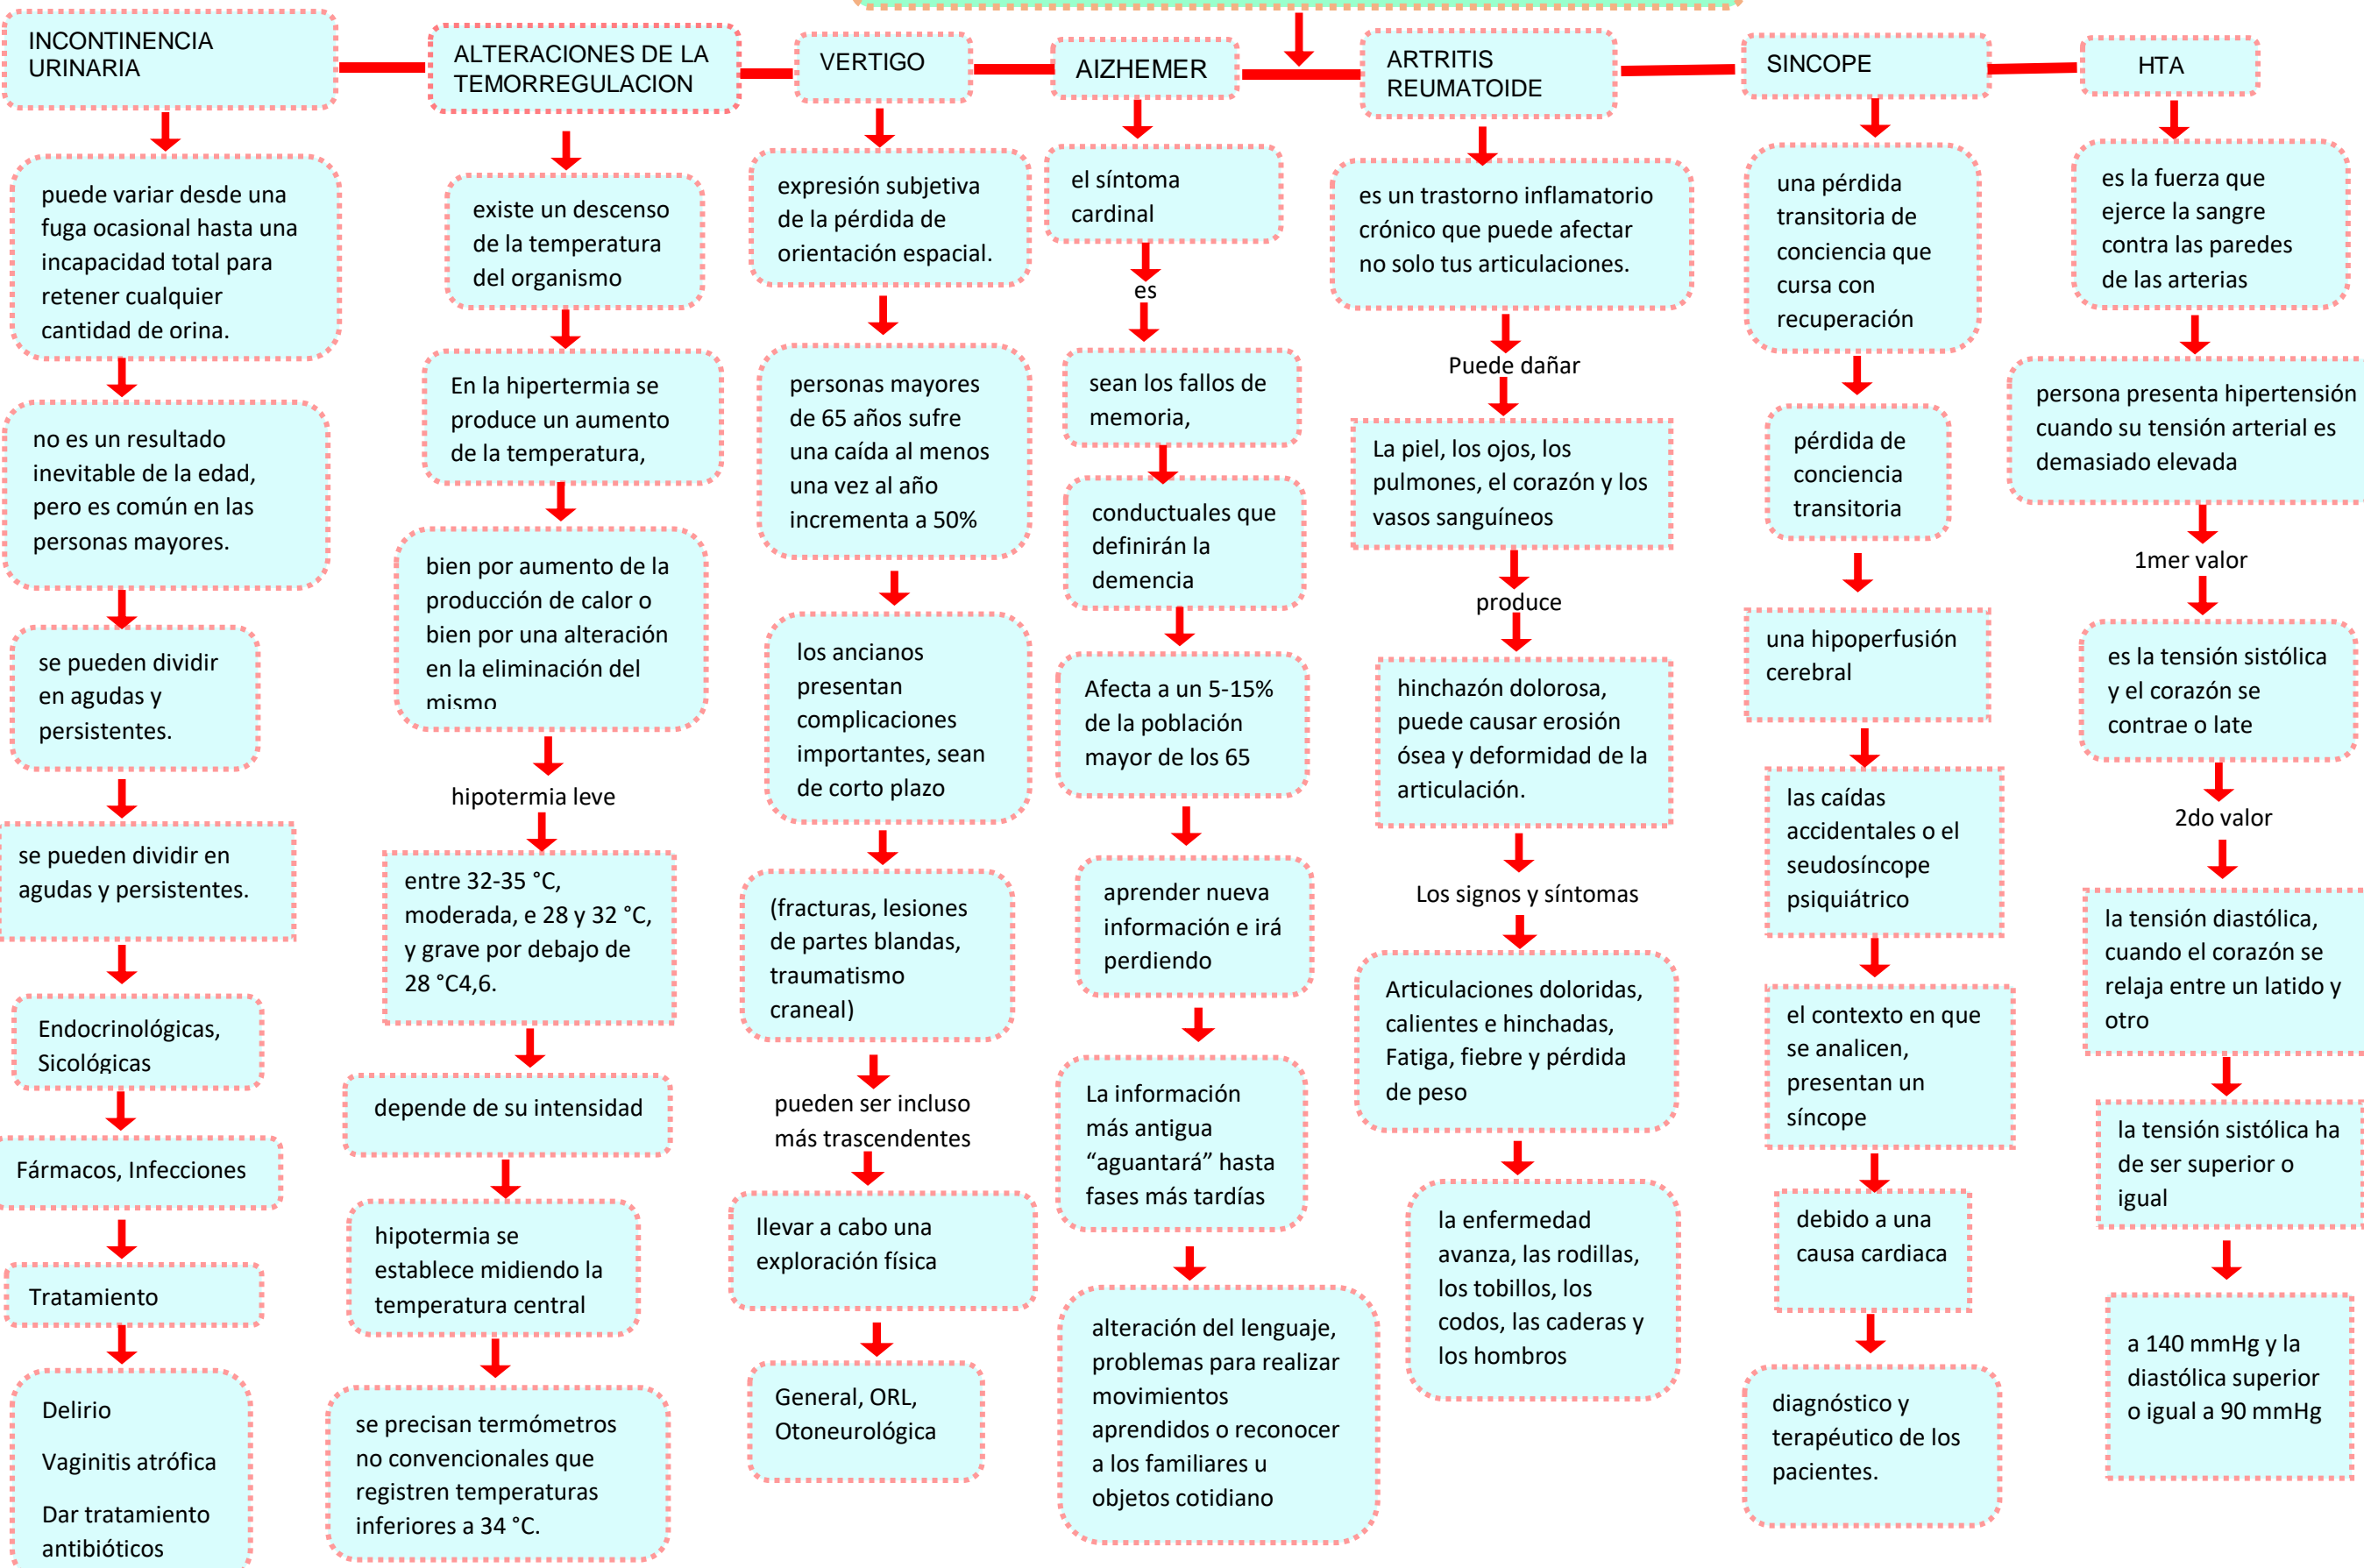 INCONTINENCIA
URINARIA
puede variar desde una
fuga ocasional hasta una
incapacidad total para
retener cualquier
cantidad de orina.
no es un resultado
inevitable de la edad,
pero es común en las
personas mayores.
se pueden dividir
en agudas y
persistentes.
se pueden dividir en
agudas y persistentes.
Endocrinológicas,
Sicológicas
Fármacos, Infecciones
Tratamiento
Delirio
Vaginitis atrófica
Dar tratamiento
antibióticos
ALTERACIONES DE LA
TEMORREGULACION
existe un descenso
de la temperatura
del organismo
En la hipertermia se
produce un aumento
de la temperatura,
bien por aumento de la
producción de calor o
bien por una alteración
en la eliminación del
mismo
hipotermia leve
entre 32-35 °C,
moderada, e 28 y 32 °C,
y grave por debajo de
28 °C4,6.
depende de su intensidad
hipotermia se
establece midiendo la
temperatura central
se precisan termómetros
no convencionales que
registren temperaturas
inferiores a 34 °C.
VERTIGO
expresión subjetiva
de la pérdida de
orientación espacial.
personas mayores
de 65 años sufre
una caída al menos
una vez al año
incrementa a 50%
los ancianos
presentan
complicaciones
importantes, sean
de corto plazo
(fracturas, lesiones
de partes blandas,
traumatismo
craneal)
pueden ser incluso
más trascendentes
llevar a cabo una
exploración física
General, ORL,
Otoneurológica
AIZHEMER
el síntoma
cardinal
es
sean los fallos de
memoria,
conductuales que
definirán la
demencia
Afecta a un 5-15%
de la población
mayor de los 65
aprender nueva
información e irá
perdiendo
La información
más antigua
“aguantará” hasta
fases más tardías
alteración del lenguaje,
problemas para realizar
movimientos
aprendidos o reconocer
a los familiares u
objetos cotidiano
ARTRITIS
REUMATOIDE
es un trastorno inflamatorio
crónico que puede afectar
no solo tus articulaciones.
Puede dañar
La piel, los ojos, los
pulmones, el corazón y los
vasos sanguíneos
produce
hinchazón dolorosa,
puede causar erosión
ósea y deformidad de la
articulación.
Los signos y síntomas
Articulaciones doloridas,
calientes e hinchadas,
Fatiga, fiebre y pérdida
de peso
la enfermedad
avanza, las rodillas,
los tobillos, los
codos, las caderas y
los hombros
SINCOPE
una pérdida
transitoria de
conciencia que
cursa con
recuperación
pérdida de
conciencia
transitoria
una hipoperfusión
cerebral
las caídas
accidentales o el
seudosíncope
psiquiátrico
el contexto en que
se analicen,
presentan un
síncope
debido a una
causa cardiaca
diagnóstico y
terapéutico de los
pacientes.
HTA
es la fuerza que
ejerce la sangre
contra las paredes
de las arterias
persona presenta hipertensión
cuando su tensión arterial es
demasiado elevada
1mer valor
es la tensión sistólica
y el corazón se
contrae o late
2do valor
la tensión diastólica,
cuando el corazón se
relaja entre un latido y
otro
la tensión sistólica ha
de ser superior o
igual
a 140 mmHg y la
diastólica superior
o igual a 90 mmHg